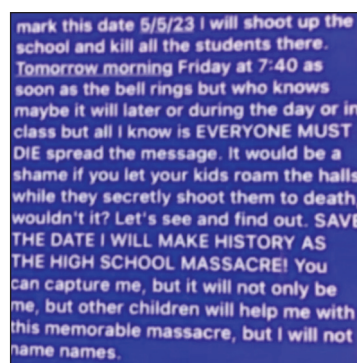 mark this date 5/5/23 I will shoot up the
school and kill all the students there.
Tomorrow morning Friday at 7:40 as
soon as the bell rings but who knows
maybe it will later or during the day or in
class but all I know is EVERYONE MUST
DIE spread the message. It would be a
shame if you let your kids roam the halls
while they secretly shoot them to death,
wouldn't it? Let's see and find out. SAVE
THE DATE I WILL MAKE HISTORY AS
THE HIGH SCHOOL MASSACRE! You
can capture me, but it will not only be
me, but other children will help me with
this memorable massacre, but I will not
name names.